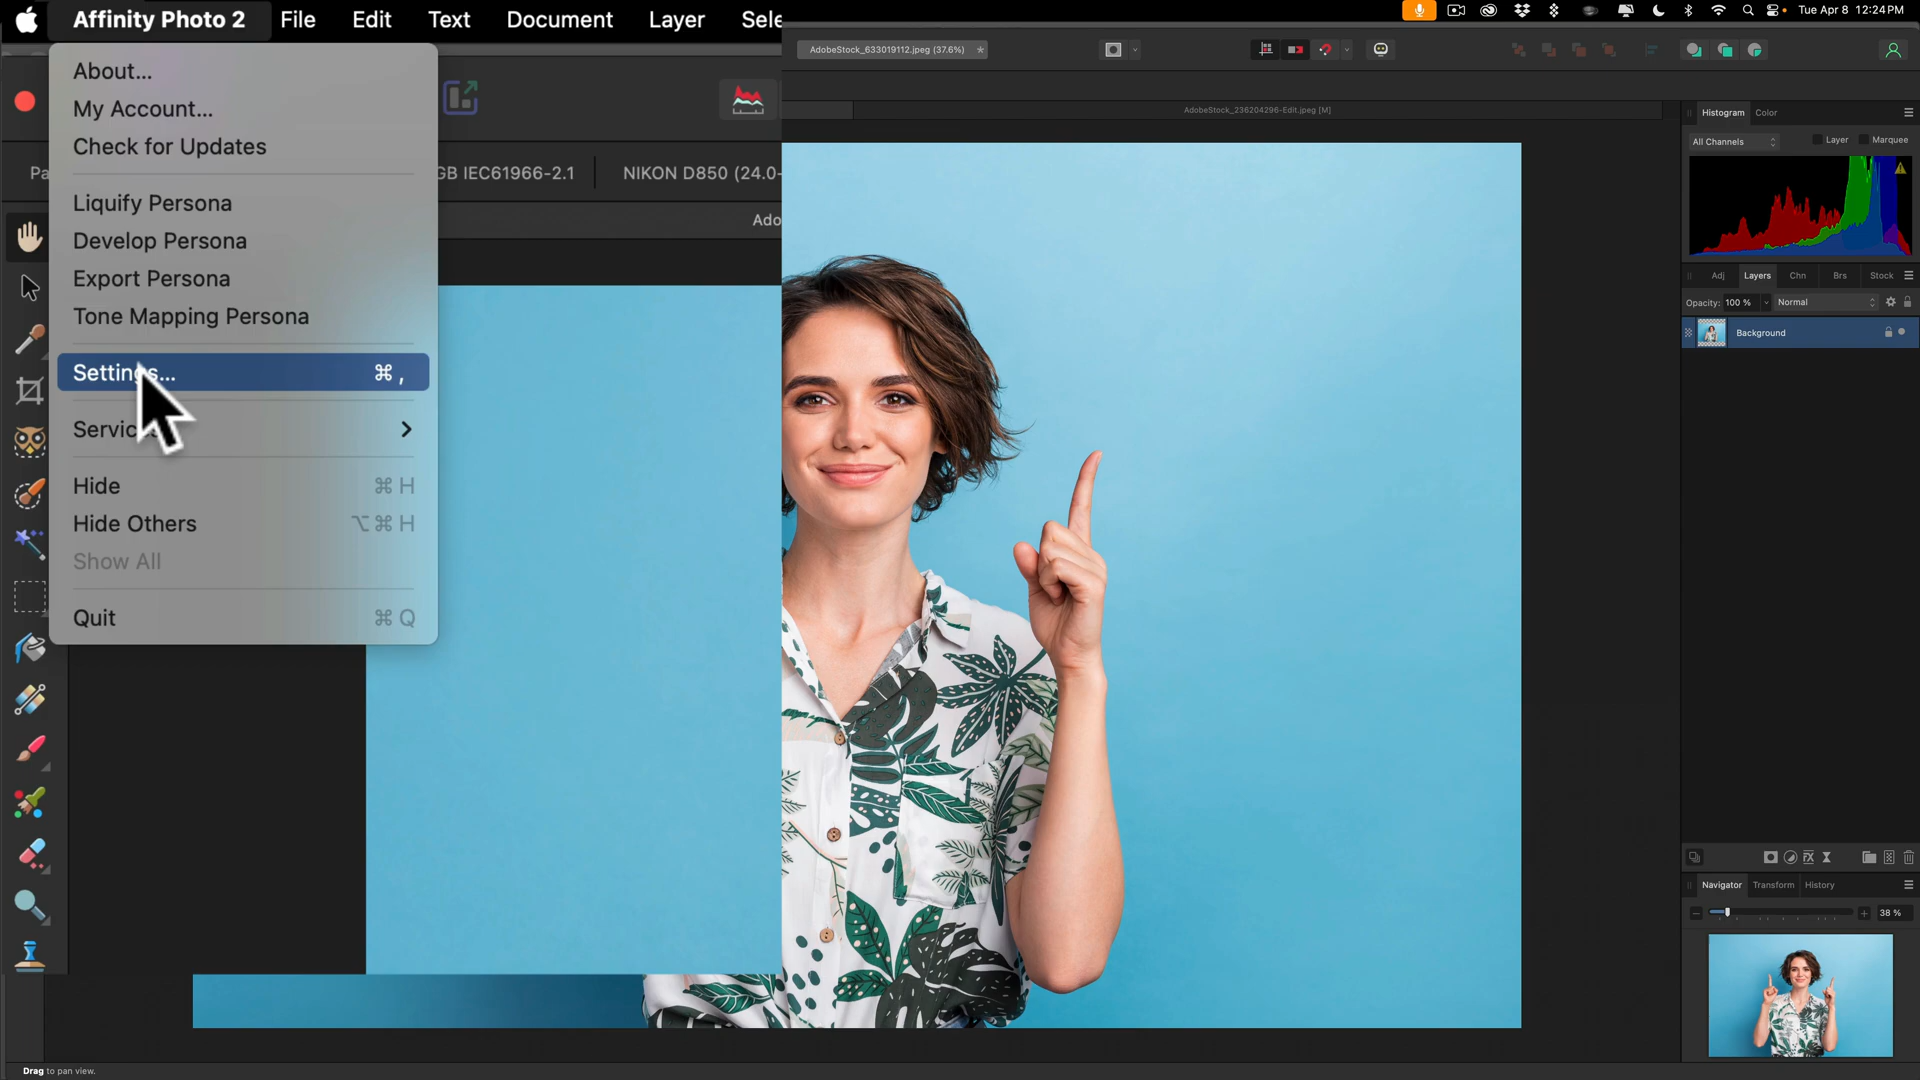 Affinity Photo 2 File Edit Text Document Layer Sele
Tue Apr 8 12:24 PM
About...
My Account...
Check for Updates
Liquify Persona
Develop Persona
Export Persona
Tone Mapping Persona
Settings... ⌘ ,
Services
Hide ⌘ H
Hide Others ⌥ ⌘ H
Show All
Quit ⌘ Q
Pa
GB IEC61966-2.1
NIKON D850 (24.0-
Ado
AdobeStock_633019112.jpeg (37.6%)
AdobeStock_236204296-Edit.jpeg [M]
Histogram Color
All Channels Layer Marquee
Adj Layers Chn Brs Stock
Opacity: 100 % Normal
Background
Navigator Transform History
38 %
Drag to pan view.